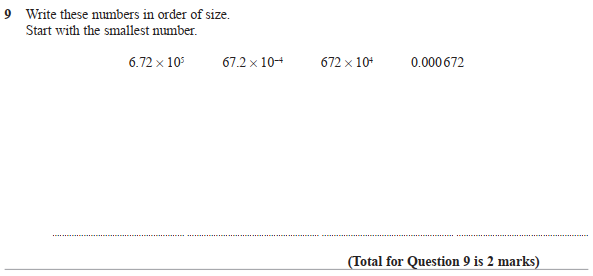 9 Write these numbers in order of size.
Start with the smallest number.
6.72 × 10⁵ 67.2 × 10⁻⁴ 672 × 10⁴ 0.000672
(Total for Question 9 is 2 marks)